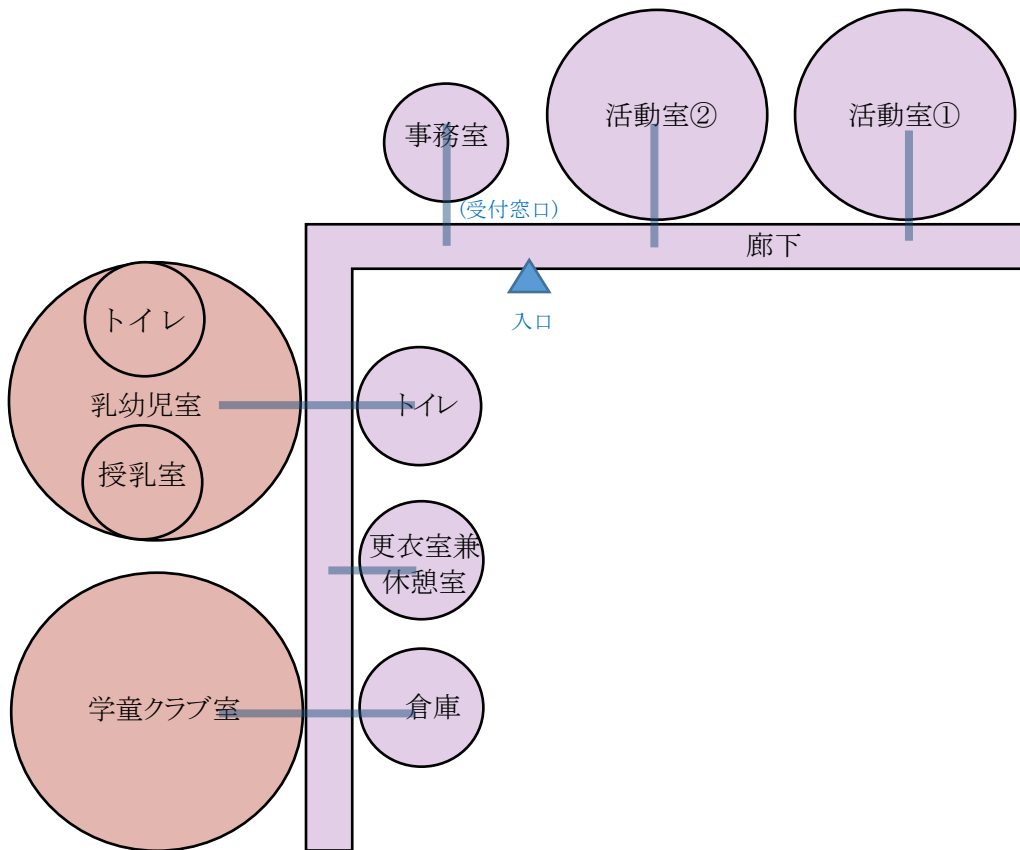 活動室②
活動室①
事務室
(受付窓口)
廊下
入口
トイレ
乳幼児室
授乳室
トイレ
更衣室兼
休憩室
学童クラブ室
倉庫